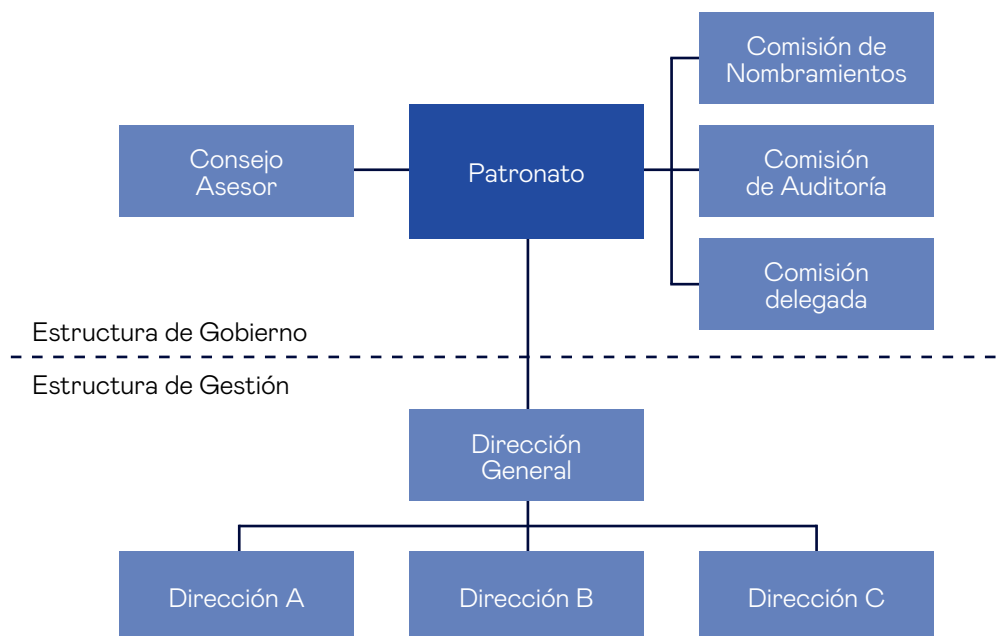 Comisión de
Nombramientos
Consejo
Asesor
Patronato
Comisión
de Auditoría
Comisión
delegada
Estructura de Gobierno
Estructura de Gestión
Dirección
General
Dirección A
Dirección B
Dirección C